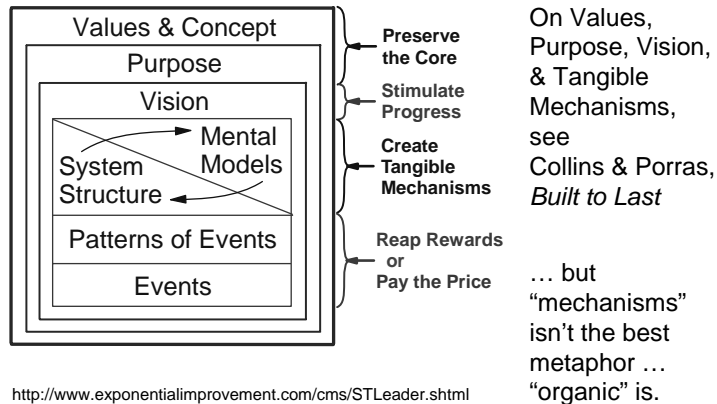 Values & Concept
Purpose
Vision
Mental
Models
System
Structure
Patterns of Events
Events
Preserve
the Core
Stimulate
Progress
Create
Tangible
Mechanisms
Reap Rewards
or
Pay the Price
On Values,
Purpose, Vision,
& Tangible
Mechanisms,
see
Collins & Porras,
Built to Last
… but
“mechanisms”
isn’t the best
metaphor …
“organic” is.
http://www.exponentialimprovement.com/cms/STLeader.shtml